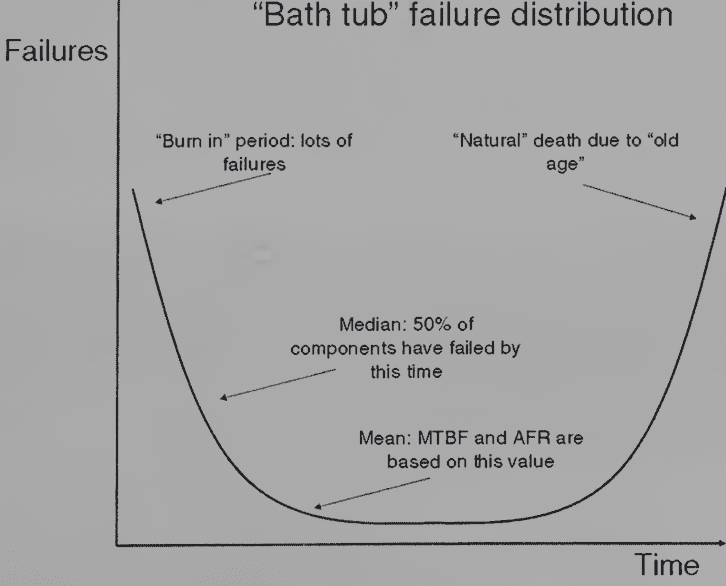 "Bath tub" failure distribution
Failures
"Burn in" period: lots of
failures
"Natural" death due to "old
age"
Median: 50% of
components have failed by
this time
Mean: MTBF and AFR are
based on this value
Time